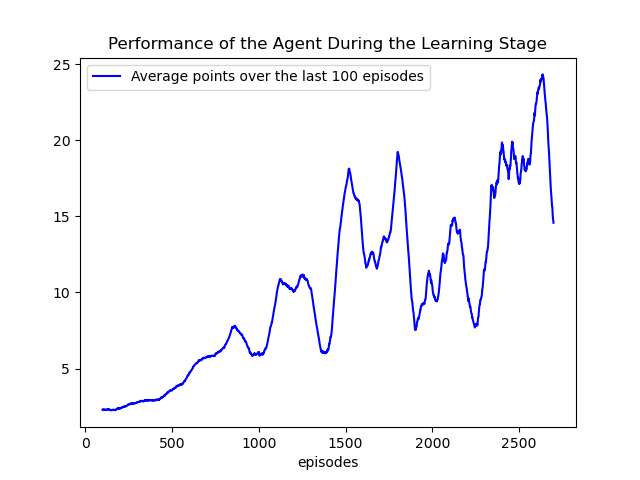 Performance of the Agent During the Learning Stage
Average points over the last 100 episodes
25
20
15
10
5
0 500 1000 1500 2000 2500
episodes